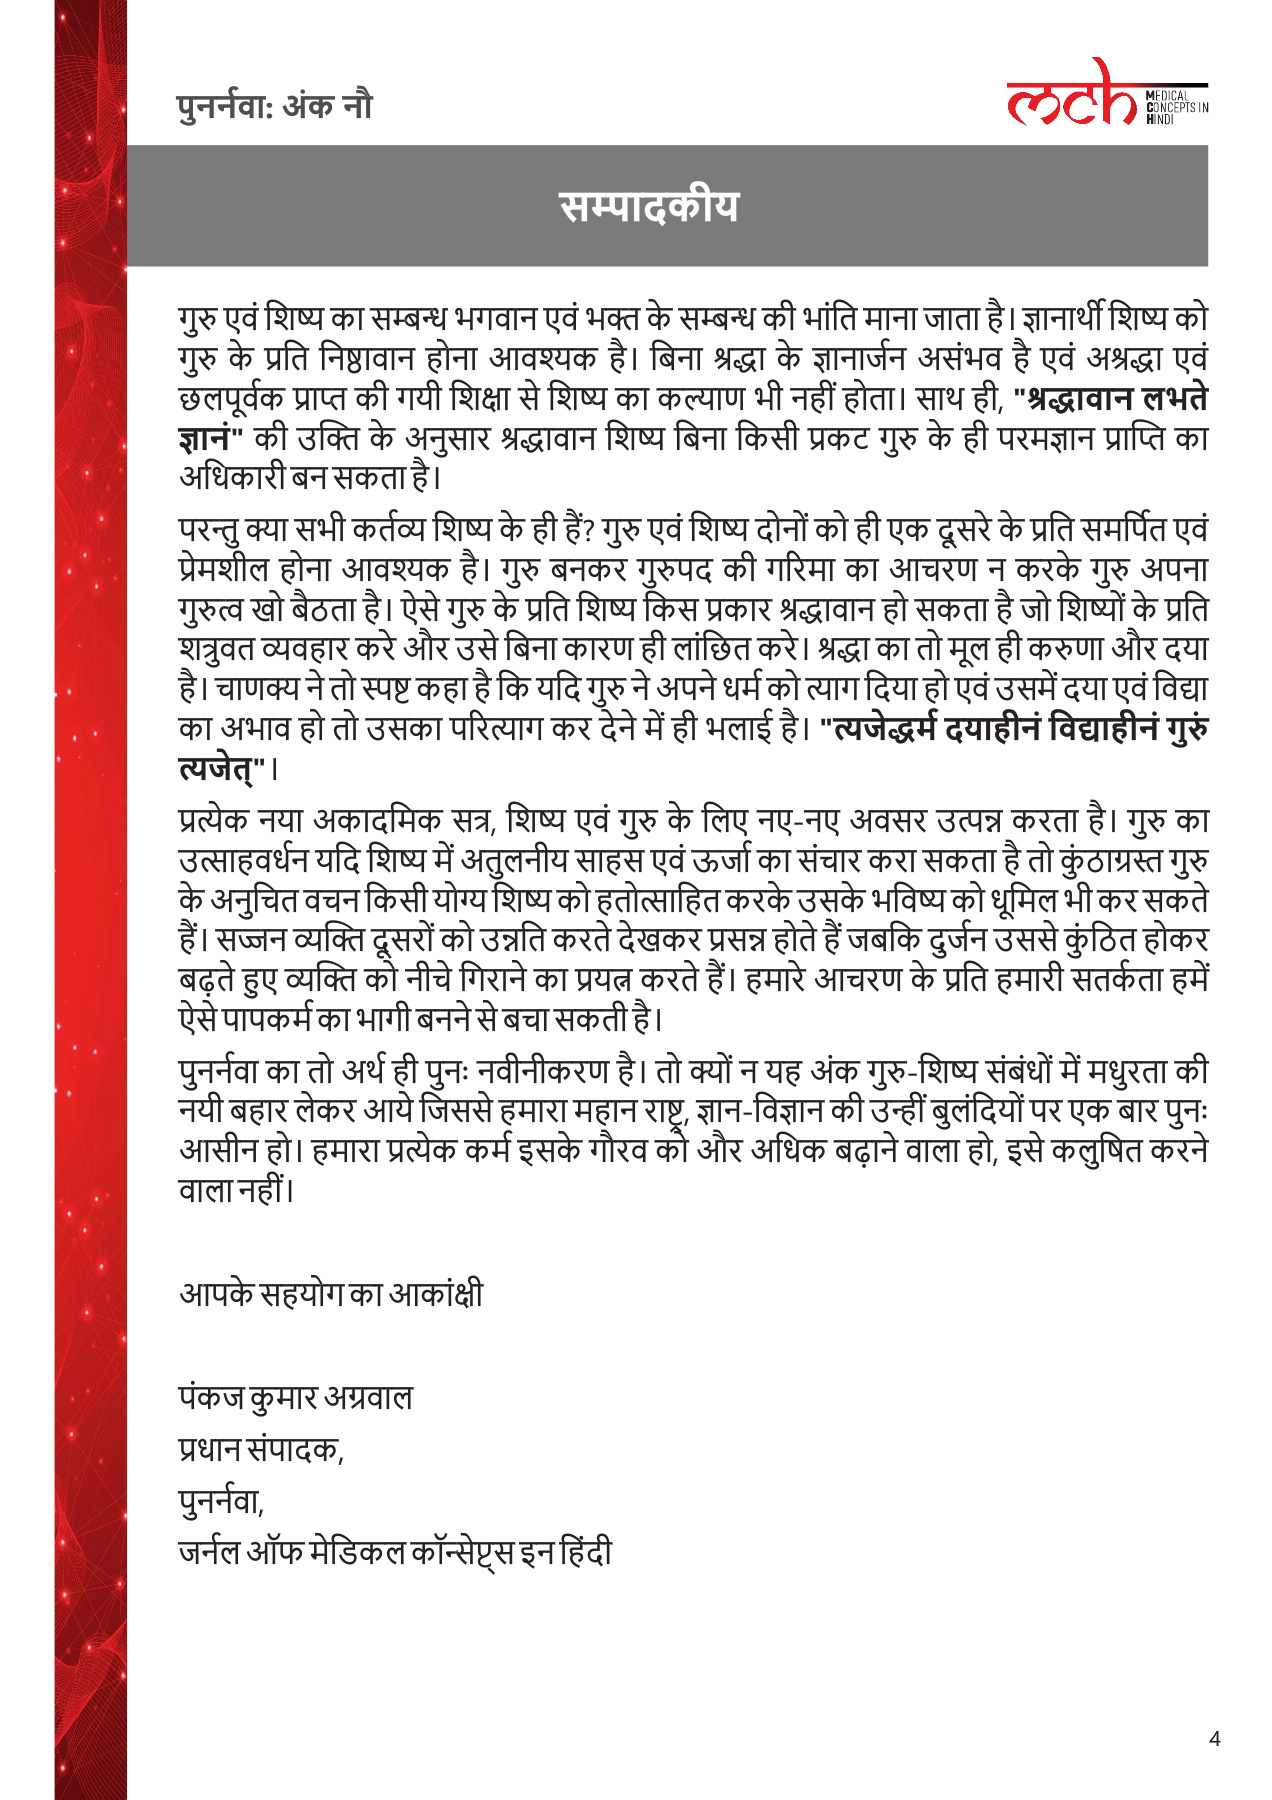 पुनर्नवा: अंक नौ
mch
MEDICAL
CONCEPTS IN
HINDI
सम्पादकीय
गुरु एवं शिष्य का सम्बन्ध भगवान एवं भक्त के सम्बन्ध की भांति माना जाता है। ज्ञानार्थी शिष्य को
गुरु के प्रति निष्ठावान होना आवश्यक है। बिना श्रद्धा के ज्ञानार्जन असंभव है एवं अश्रद्धा एवं
छलपूर्वक प्राप्त की गयी शिक्षा से शिष्य का कल्याण भी नहीं होता। साथ ही, "श्रद्धावान लभते
ज्ञानं" की उक्ति के अनुसार श्रद्धावान शिष्य बिना किसी प्रकट गुरु के ही परमज्ञान प्राप्ति का
अधिकारी बन सकता है।
परन्तु क्या सभी कर्तव्य शिष्य के ही हैं? गुरु एवं शिष्य दोनों को ही एक दूसरे के प्रति समर्पित एवं
प्रेमशील होना आवश्यक है। गुरु बनकर गुरुपद की गरिमा का आचरण न करके गुरु अपना
गुरुत्व खो बैठता है। ऐसे गुरु के प्रति शिष्य किस प्रकार श्रद्धावान हो सकता है जो शिष्यों के प्रति
शत्रुवत व्यवहार करे और उसे बिना कारण ही लांछित करे। श्रद्धा का तो मूल ही करुणा और दया
है। चाणक्य ने तो स्पष्ट कहा है कि यदि गुरु ने अपने धर्म को त्याग दिया हो एवं उसमें दया एवं विद्या
का अभाव हो तो उसका परित्याग कर देने में ही भलाई है। "त्यजेद्धर्म दयाहीनं विद्याहीनं गुरुं
त्यजेत्"।
प्रत्येक नया अकादमिक सत्र, शिष्य एवं गुरु के लिए नए-नए अवसर उत्पन्न करता है। गुरु का
उत्साहवर्धन यदि शिष्य में अतुलनीय साहस एवं ऊर्जा का संचार करा सकता है तो कुंठाग्रस्त गुरु
के अनुचित वचन किसी योग्य शिष्य को हतोत्साहित करके उसके भविष्य को धूमिल भी कर सकते
हैं। सज्जन व्यक्ति दूसरों को उन्नति करते देखकर प्रसन्न होते हैं जबकि दुर्जन उससे कुंठित होकर
बढ़ते हुए व्यक्ति को नीचे गिराने का प्रयत्न करते हैं। हमारे आचरण के प्रति हमारी सतर्कता हमें
ऐसे पापकर्म का भागी बनने से बचा सकती है।
पुनर्नवा का तो अर्थ ही पुनः नवीनीकरण है। तो क्यों न यह अंक गुरु-शिष्य संबंधों में मधुरता की
नयी बहार लेकर आये जिससे हमारा महान राष्ट्र, ज्ञान-विज्ञान की उन्हीं बुलंदियों पर एक बार पुनः
आसीन हो। हमारा प्रत्येक कर्म इसके गौरव को और अधिक बढ़ाने वाला हो, इसे कलुषित करने
वाला नहीं।
आपके सहयोग का आकांक्षी
पंकज कुमार अग्रवाल
प्रधान संपादक,
पुनर्नवा,
जर्नल ऑफ मेडिकल कॉन्सेप्ट्स इन हिंदी
4